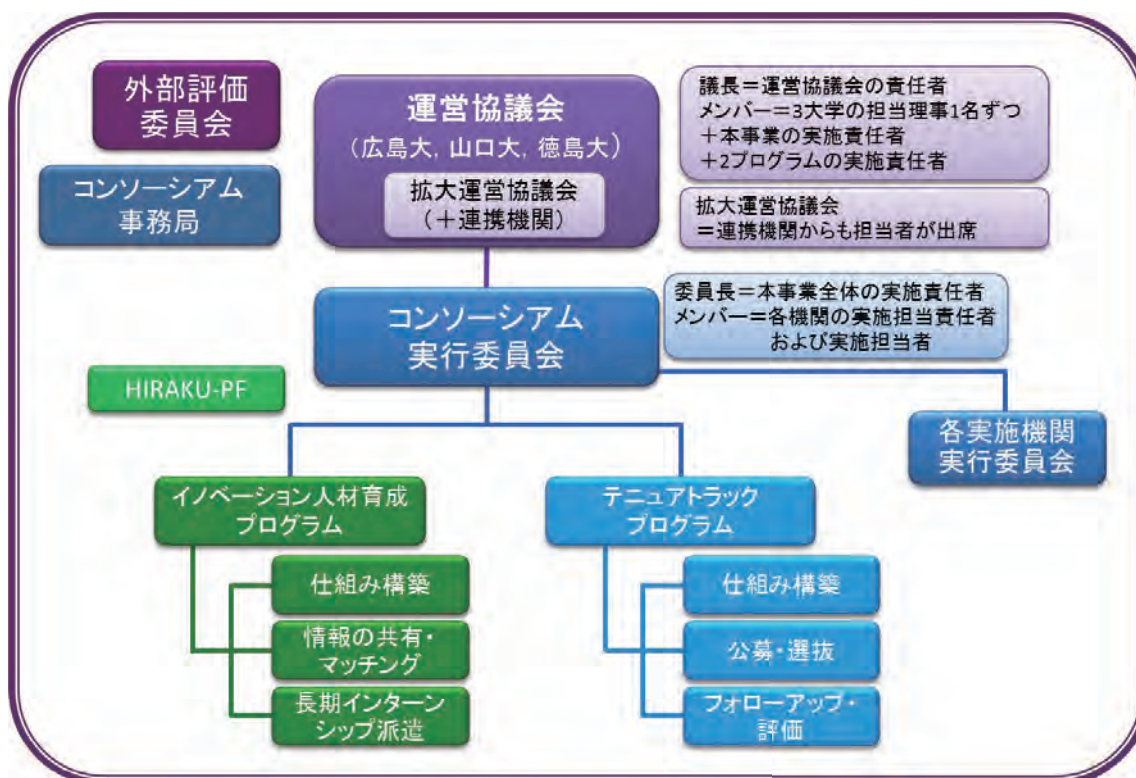 外部評価
委員会
コンソーシアム
事務局
運営協議会
（広島大，山口大，徳島大）
拡大運営協議会
（＋連携機関）
議長＝運営協議会の責任者
メンバー＝3大学の担当理事1名ずつ
＋本事業の実施責任者
＋2プログラムの実施責任者
拡大運営協議会
＝連携機関からも担当者が出席
コンソーシアム
実行委員会
委員長＝本事業全体の実施責任者
メンバー＝各機関の実施担当責任者
および実施担当者
HIRAKU-PF
各実施機関
実行委員会
イノベーション人材育成
プログラム
仕組み構築
情報の共有・
マッチング
長期インターン
シップ派遣
テニュアトラック
プログラム
仕組み構築
公募・選抜
フォローアップ・
評価